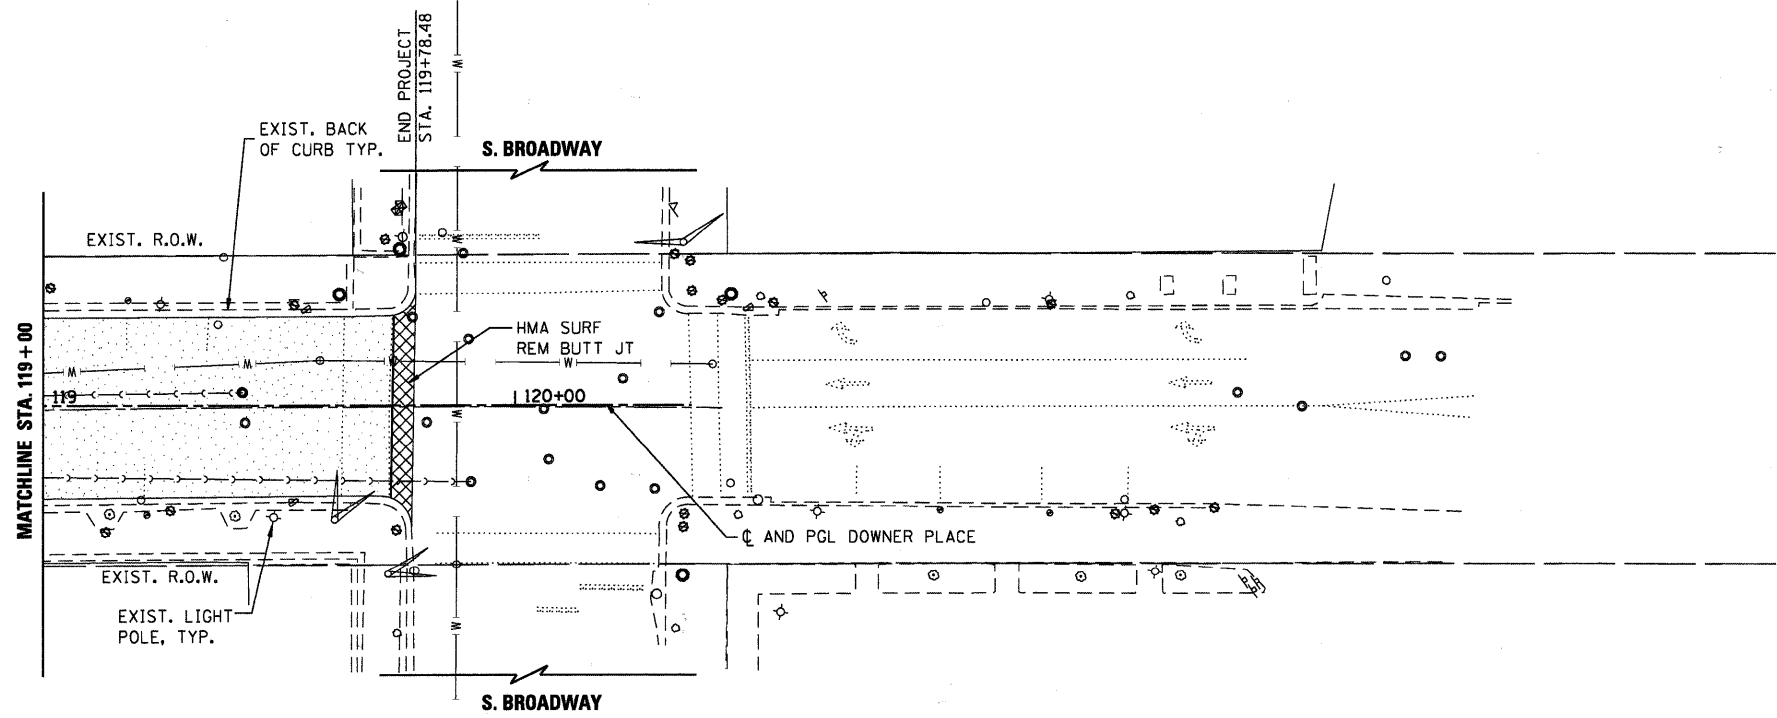 END PROJECT
STA. 119+78.48
W
EXIST. BACK
OF CURB TYP.
S. BROADWAY
EXIST. R.O.W.
W
MATCHLINE STA. 119+00
HMA SURF
REM BUTT JT
W
W
W
W
119
120+00
W
℄ AND PGL DOWNER PLACE
EXIST. R.O.W.
EXIST. LIGHT
POLE, TYP.
W
S. BROADWAY